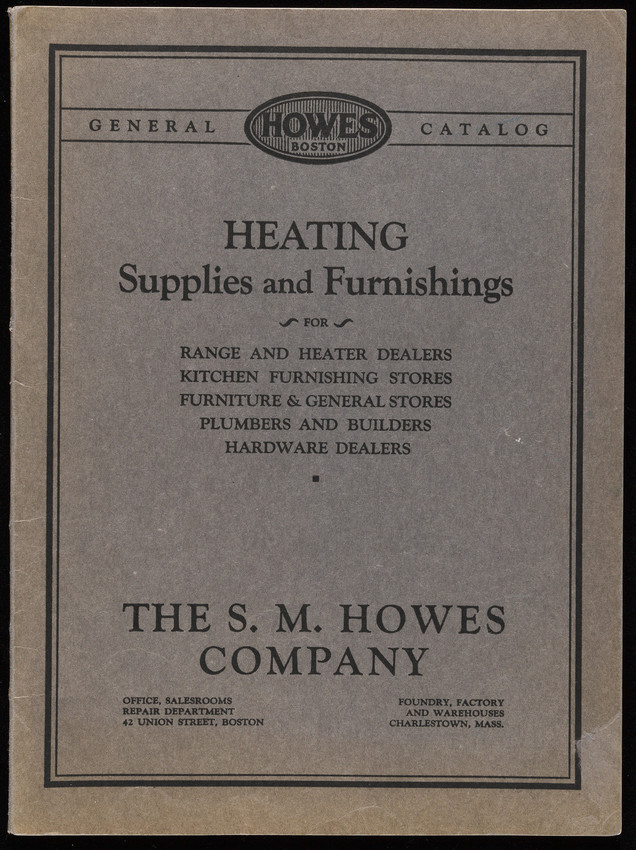 GENERAL HOWES CATALOG
BOSTON
HEATING
Supplies and Furnishings
FOR
RANGE AND HEATER DEALERS
KITCHEN FURNISHING STORES
FURNITURE & GENERAL STORES
PLUMBERS AND BUILDERS
HARDWARE DEALERS
THE S. M. HOWES
COMPANY
OFFICE, SALESROOMS
REPAIR DEPARTMENT
42 UNION STREET, BOSTON
FOUNDRY, FACTORY
AND WAREHOUSES
CHARLESTOWN, MASS.